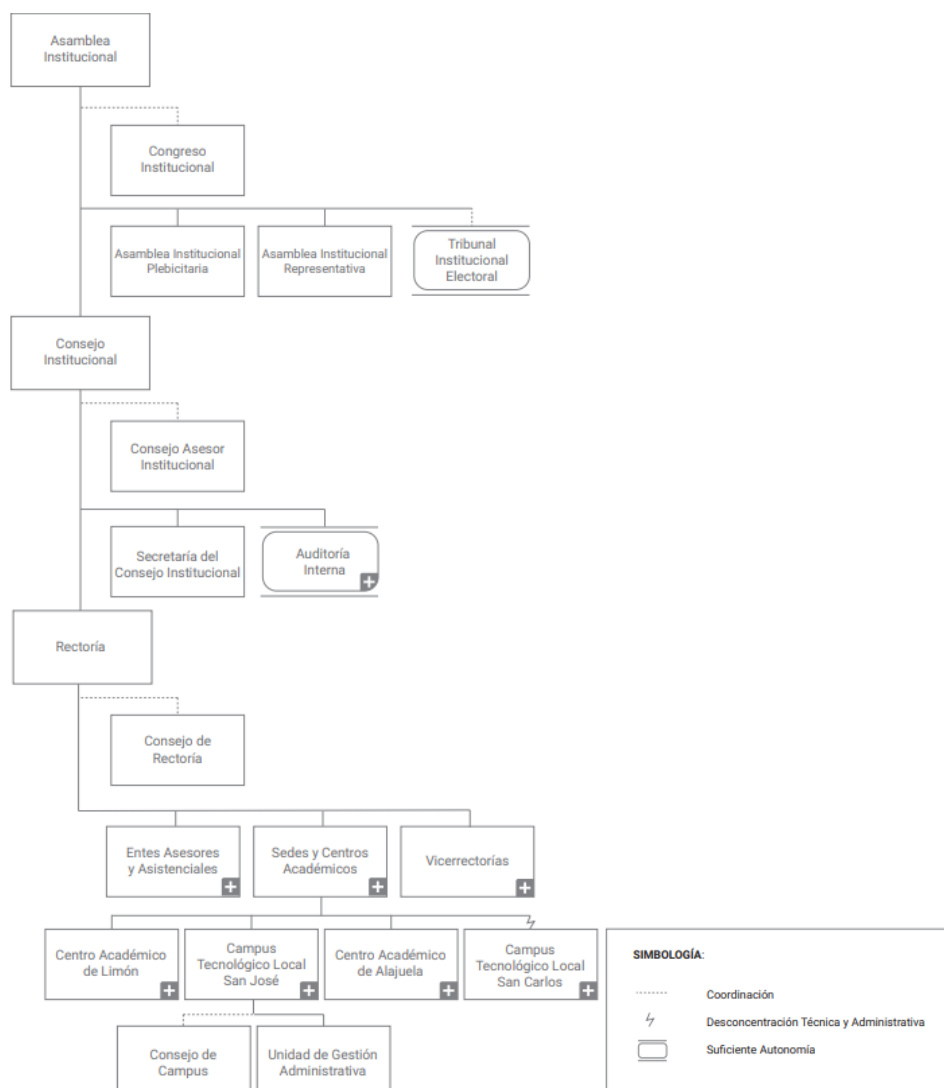 Asamblea
Institucional
Congreso
Institucional
Asamblea Institucional
Plebicitaria
Asamblea Institucional
Representativa
Tribunal
Institucional
Electoral
Consejo
Institucional
Consejo Asesor
Institucional
Secretaría del
Consejo Institucional
Auditoría
Interna
Rectoría
Consejo de
Rectoría
Entes Asesores
y Asistenciales
Sedes y Centros
Académicos
Vicerrectorías
Centro Académico
de Limón
Campus
Tecnológico Local
San José
Centro Académico
de Alajuela
Campus
Tecnológico Local
San Carlos
Consejo de
Campus
Unidad de Gestión
Administrativa
SIMBOLOGÍA:
Coordinación
Desconcentración Técnica y Administrativa
Suficiente Autonomía